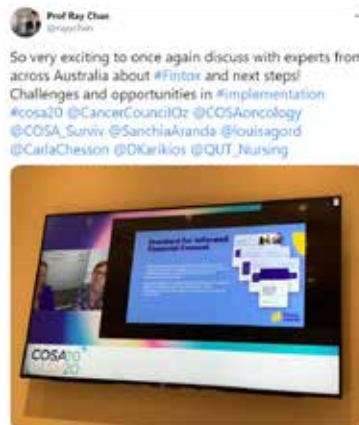 Prof Ray Chan
@rayychan
So very exciting to once again discuss with experts from
across Australia about #Fintox and next steps!
Challenges and opportunities in #implementation
#cosa20 @CancerCouncilOz @COSAoncology
@COSA_Surviv @SanchiaAranda @louisagord
@CarlaChesson @DKarikios @QUT_Nursing
Standard for Informed
Financial Consent
COSA20
20